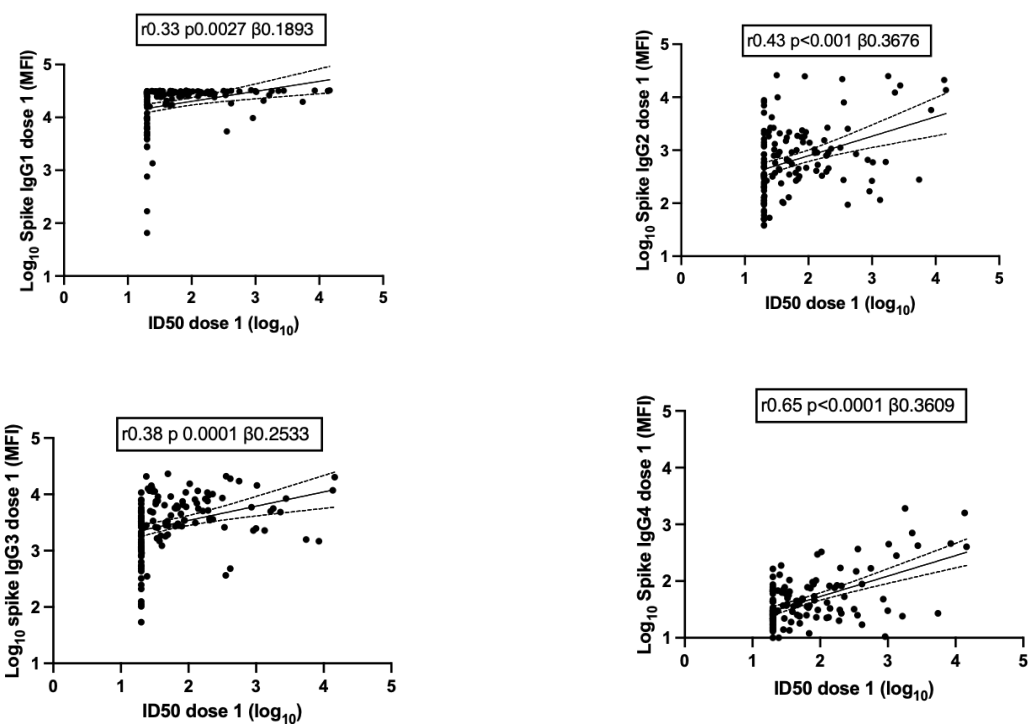 r0.33 p0.0027 β0.1893
Log10 Spike IgG1 dose 1 (MFI)
5
4
3
2
1
0 1 2 3 4 5
ID50 dose 1 (log10)
r0.43 p<0.001 β0.3676
Log10 Spike IgG2 dose 1 (MFI)
5
4
3
2
1
0 1 2 3 4 5
ID50 dose 1 (log10)
r0.38 p 0.0001 β0.2533
Log10 spike IgG3 dose 1 (MFI)
5
4
3
2
1
0 1 2 3 4 5
ID50 dose 1 (log10)
r0.65 p<0.0001 β0.3609
Log10 Spike IgG4 dose 1 (MFI)
5
4
3
2
1
0 1 2 3 4 5
ID50 dose 1 (log10)